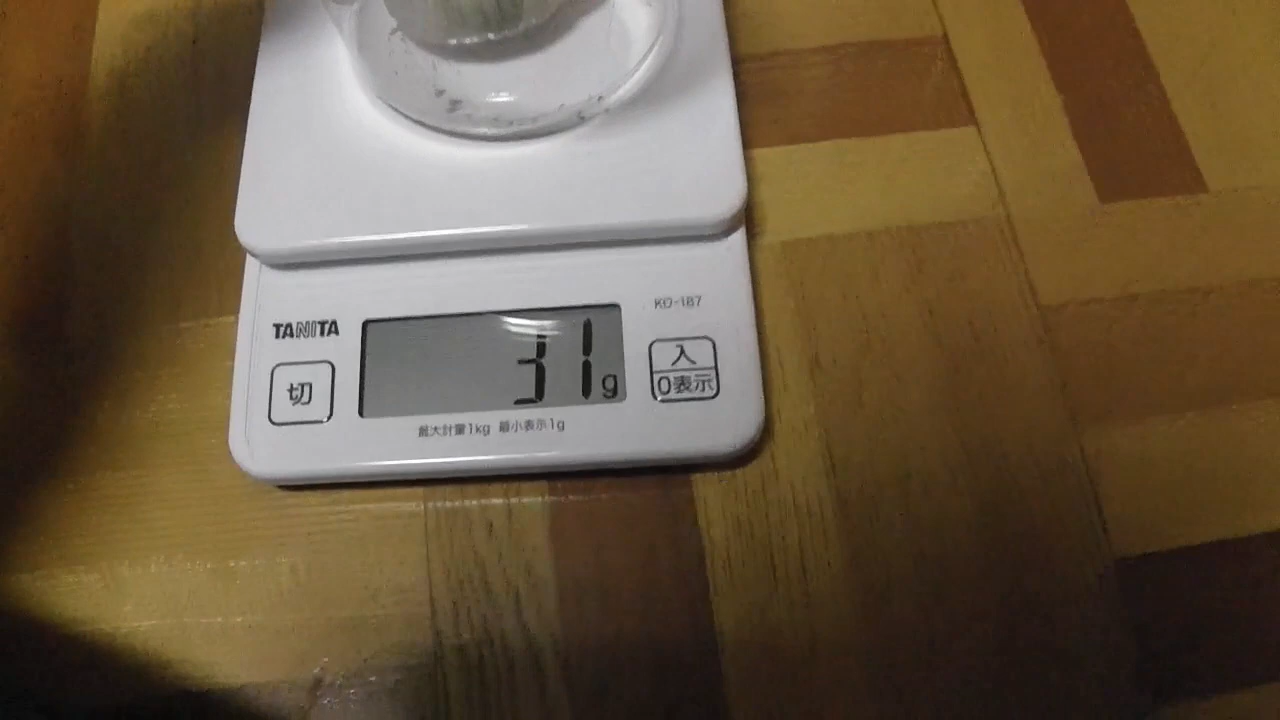 TANITA
KD-187
切
31g
入
0表示
最大計量1kg 最小表示1g